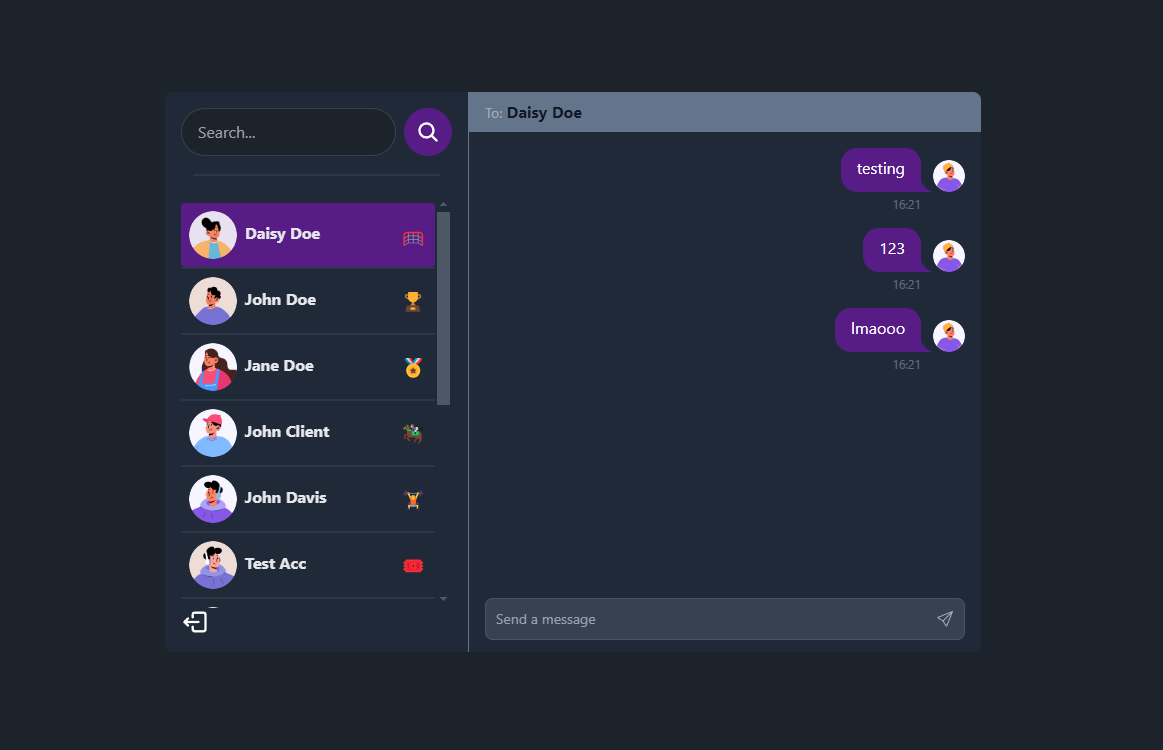 Search...
Daisy Doe
John Doe
Jane Doe
John Client
John Davis
Test Acc
To: Daisy Doe
testing
16:21
123
16:21
lmaooo
16:21
Send a message